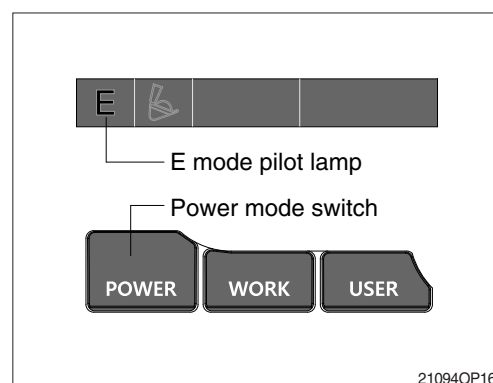 E
E mode pilot lamp
Power mode switch
POWER WORK USER
21094OP16